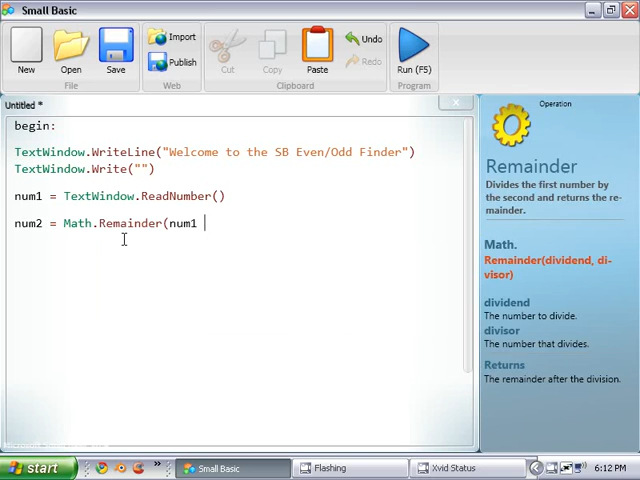 Small Basic
New
Open
Save
Import
Publish
Cut
Copy
Paste
Undo
Redo
Run (F5)
File
Web
Clipboard
Program
Untitled *
begin:
TextWindow.WriteLine("Welcome to the SB Even/Odd Finder")
TextWindow.Write("")
num1 = TextWindow.ReadNumber()
num2 = Math.Remainder(num1
Operation
Remainder
Divides the first number by
the second and returns the re-
mainder.
Math.
Remainder(dividend, di-
visor)
dividend
The number to divide.
divisor
The number that divides.
Returns
The remainder after the division.
start
»
Small Basic
Flashing
Xvid Status
6:12 PM